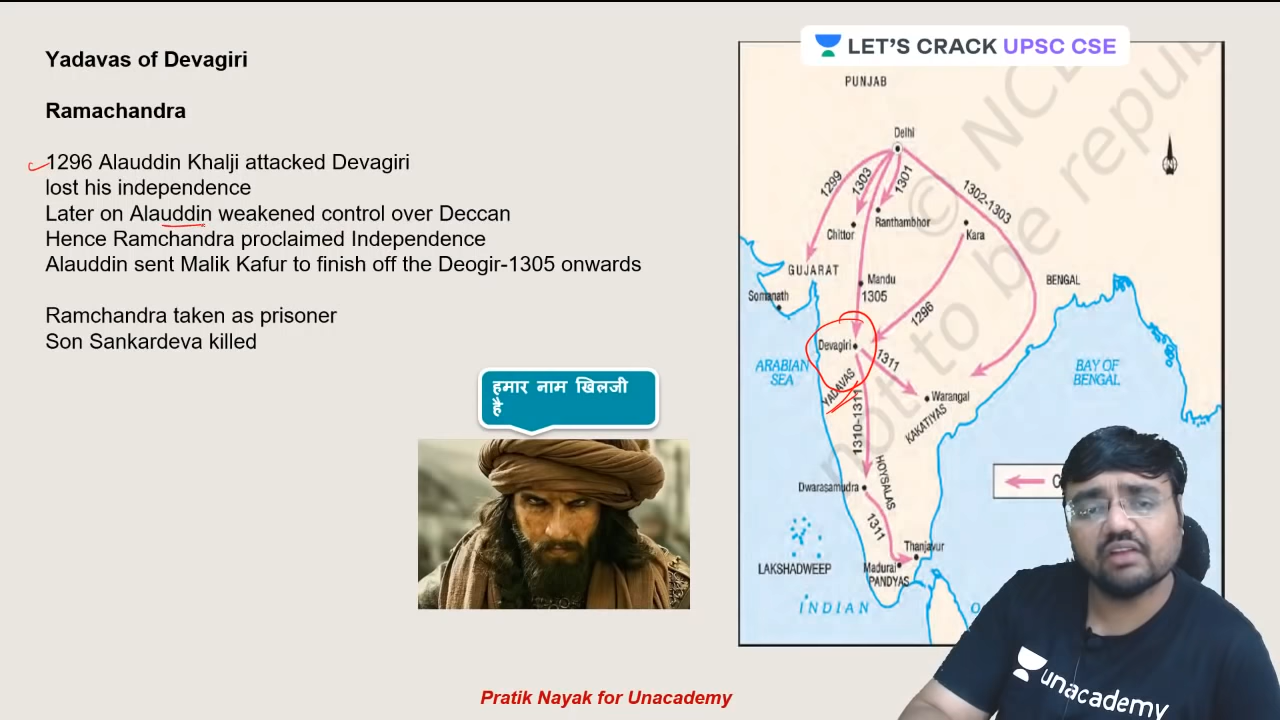 Yadavas of Devagiri
Ramachandra
1296 Alauddin Khalji attacked Devagiri
lost his independence
Later on Alauddin weakened control over Deccan
Hence Ramchandra proclaimed Independence
Alauddin sent Malik Kafur to finish off the Deogir-1305 onwards
Ramchandra taken as prisoner
Son Sankardeva killed
हमार नाम खिलजी
है
Pratik Nayak for Unacademy
LET'S CRACK UPSC CSE
PUNJAB
Delhi
1299
1303
1301
1302-1303
Ranthambhor
Chittor
Kara
GUJARAT
Mandu
1305
BENGAL
Somanath
1296
Devagiri
1311
ARABIAN
SEA
BAY OF
BENGAL
YADAVAS
Warangal
KAKATIYAS
1310-1311
HOYSALAS
Dwarasamudra
1311
Thanjavur
LAKSHADWEEP
Madurai
PANDYAS
INDIAN
N
not to be repub
unacademy